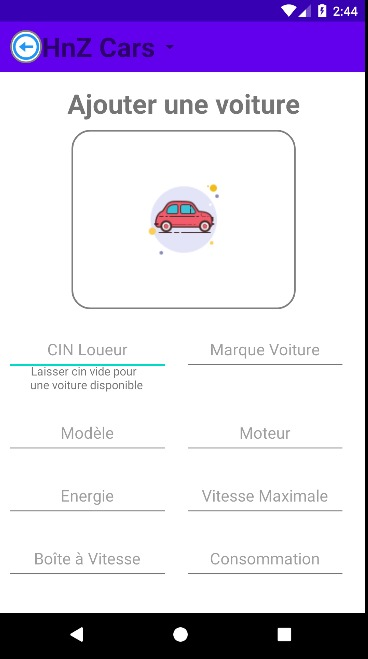 2:44
HnZ Cars
Ajouter une voiture
CIN Loueur
Marque Voiture
Laisser cin vide pour
une voiture disponible
Modèle
Moteur
Energie
Vitesse Maximale
Boîte à Vitesse
Consommation